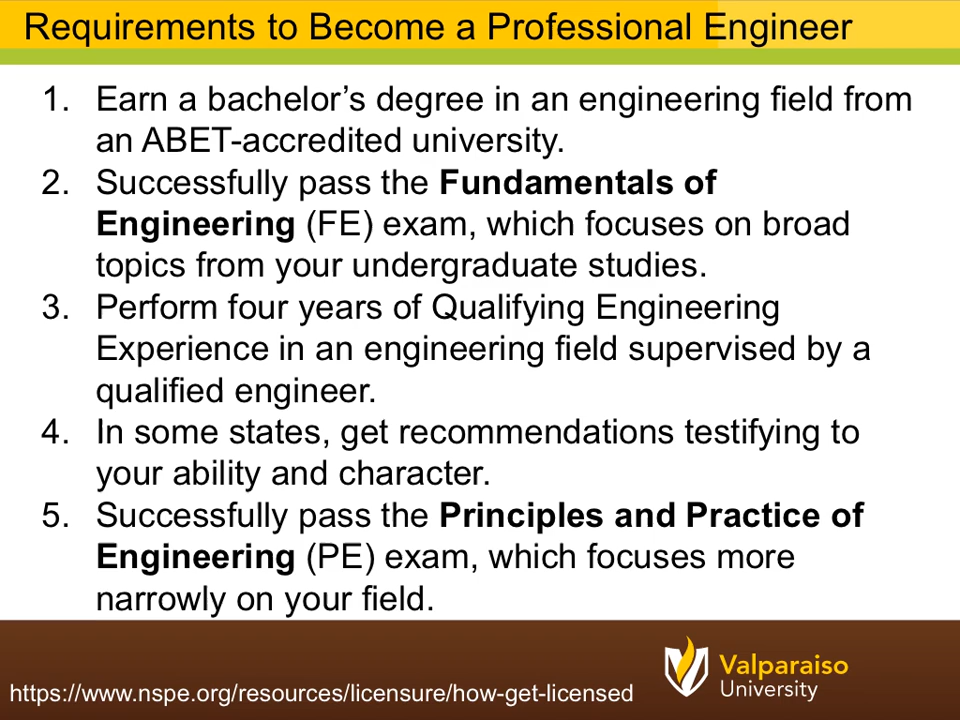 Requirements to Become a Professional Engineer
1. Earn a bachelor’s degree in an engineering field from
an ABET-accredited university.
2. Successfully pass the Fundamentals of
Engineering (FE) exam, which focuses on broad
topics from your undergraduate studies.
3. Perform four years of Qualifying Engineering
Experience in an engineering field supervised by a
qualified engineer.
4. In some states, get recommendations testifying to
your ability and character.
5. Successfully pass the Principles and Practice of
Engineering (PE) exam, which focuses more
narrowly on your field.
https://www.nspe.org/resources/licensure/how-get-licensed
Valparaiso
University